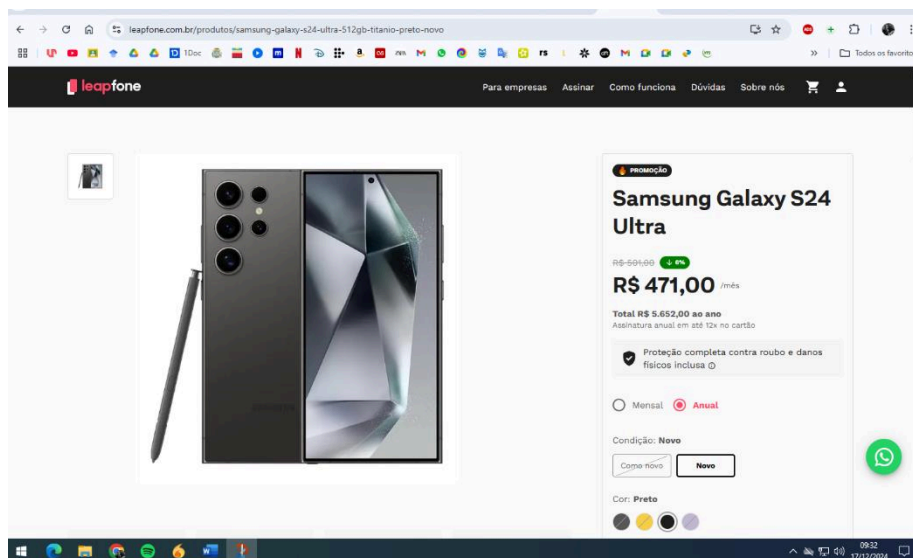 leapfone.com.br/produtos/samsung-galaxy-s24-ultra-512gb-titanio-preto-novo
1Doc
Todos os favorito
leapfone
Para empresas Assinar Como funciona Dúvidas Sobre nós
PROMOÇÃO
Samsung Galaxy S24
Ultra
R$ 501,00 ↓ 6%
R$ 471,00 /mês
Total R$ 5.652,00 ao ano
Assinatura anual em até 12x no cartão
Proteção completa contra roubo e danos
físicos inclusa
Mensal Anual
Condição: Novo
Como novo Novo
Cor: Preto
09:32
17/12/2024